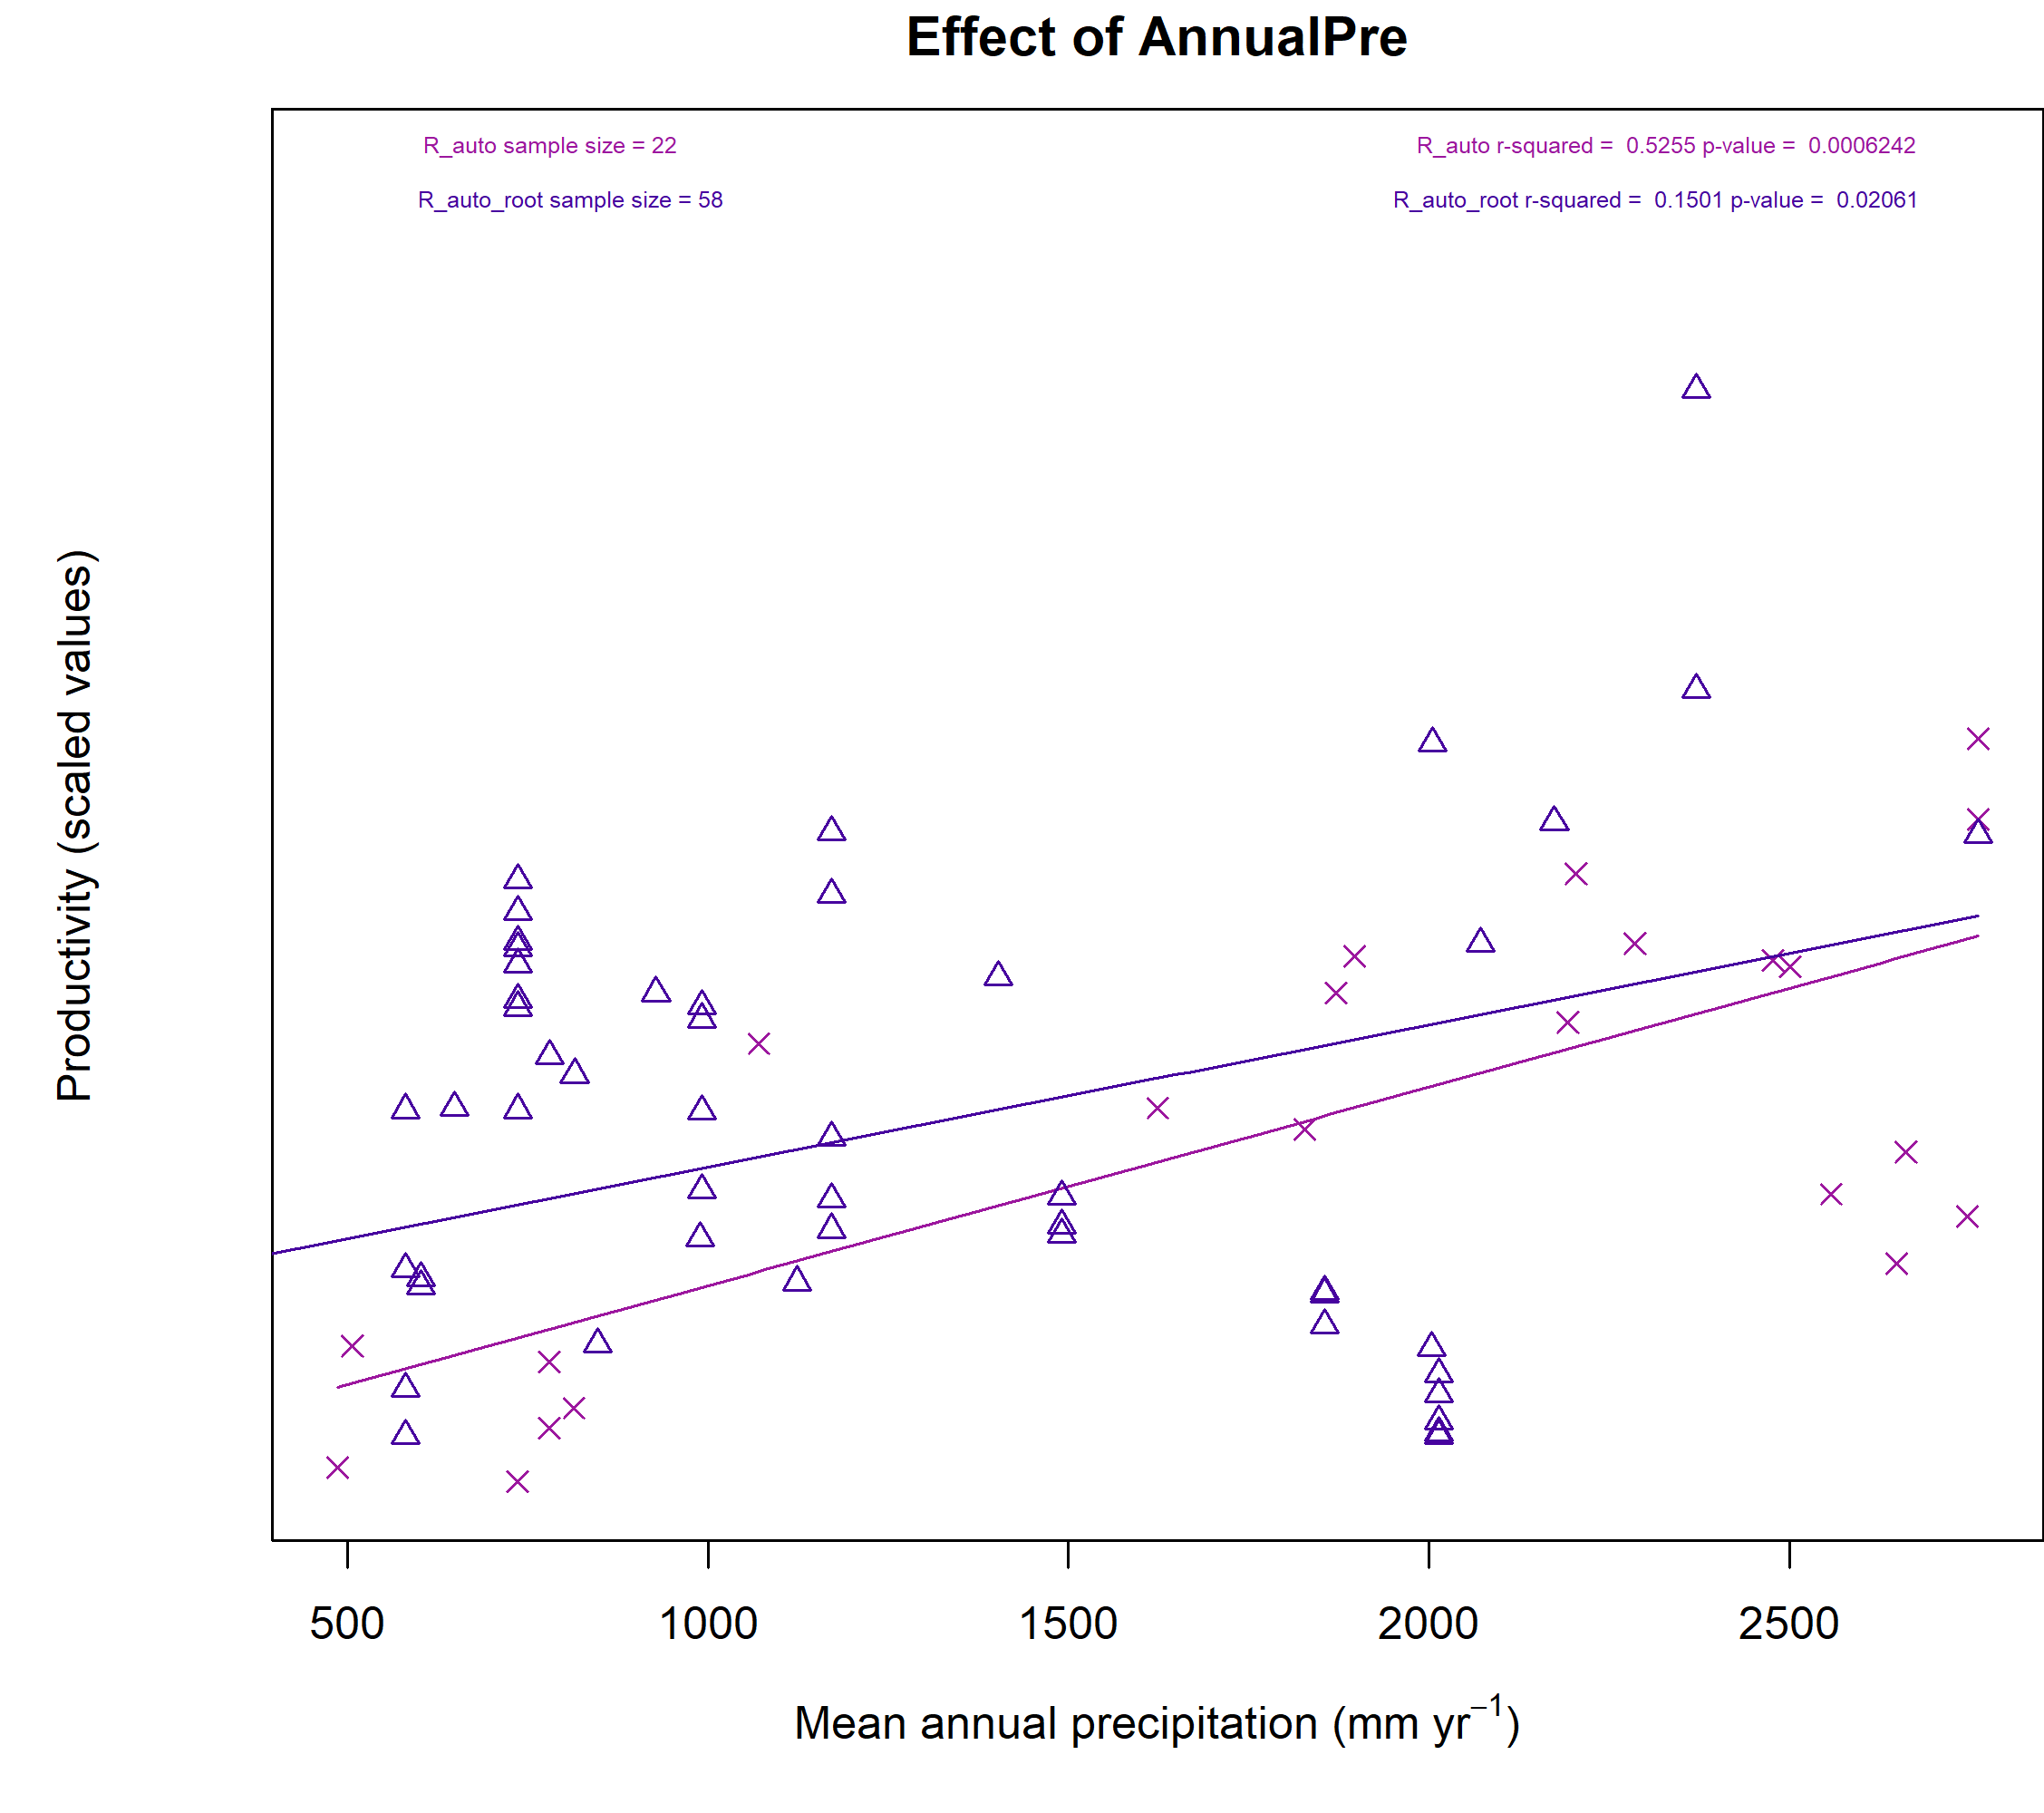 Effect of AnnualPre
R_auto sample size = 22
R_auto r-squared =  0.5255 p-value =  0.0006242
R_auto_root sample size = 58
R_auto_root r-squared =  0.1501 p-value =  0.02061
Productivity (scaled values)
500 1000 1500 2000 2500
Mean annual precipitation (mm yr⁻¹)